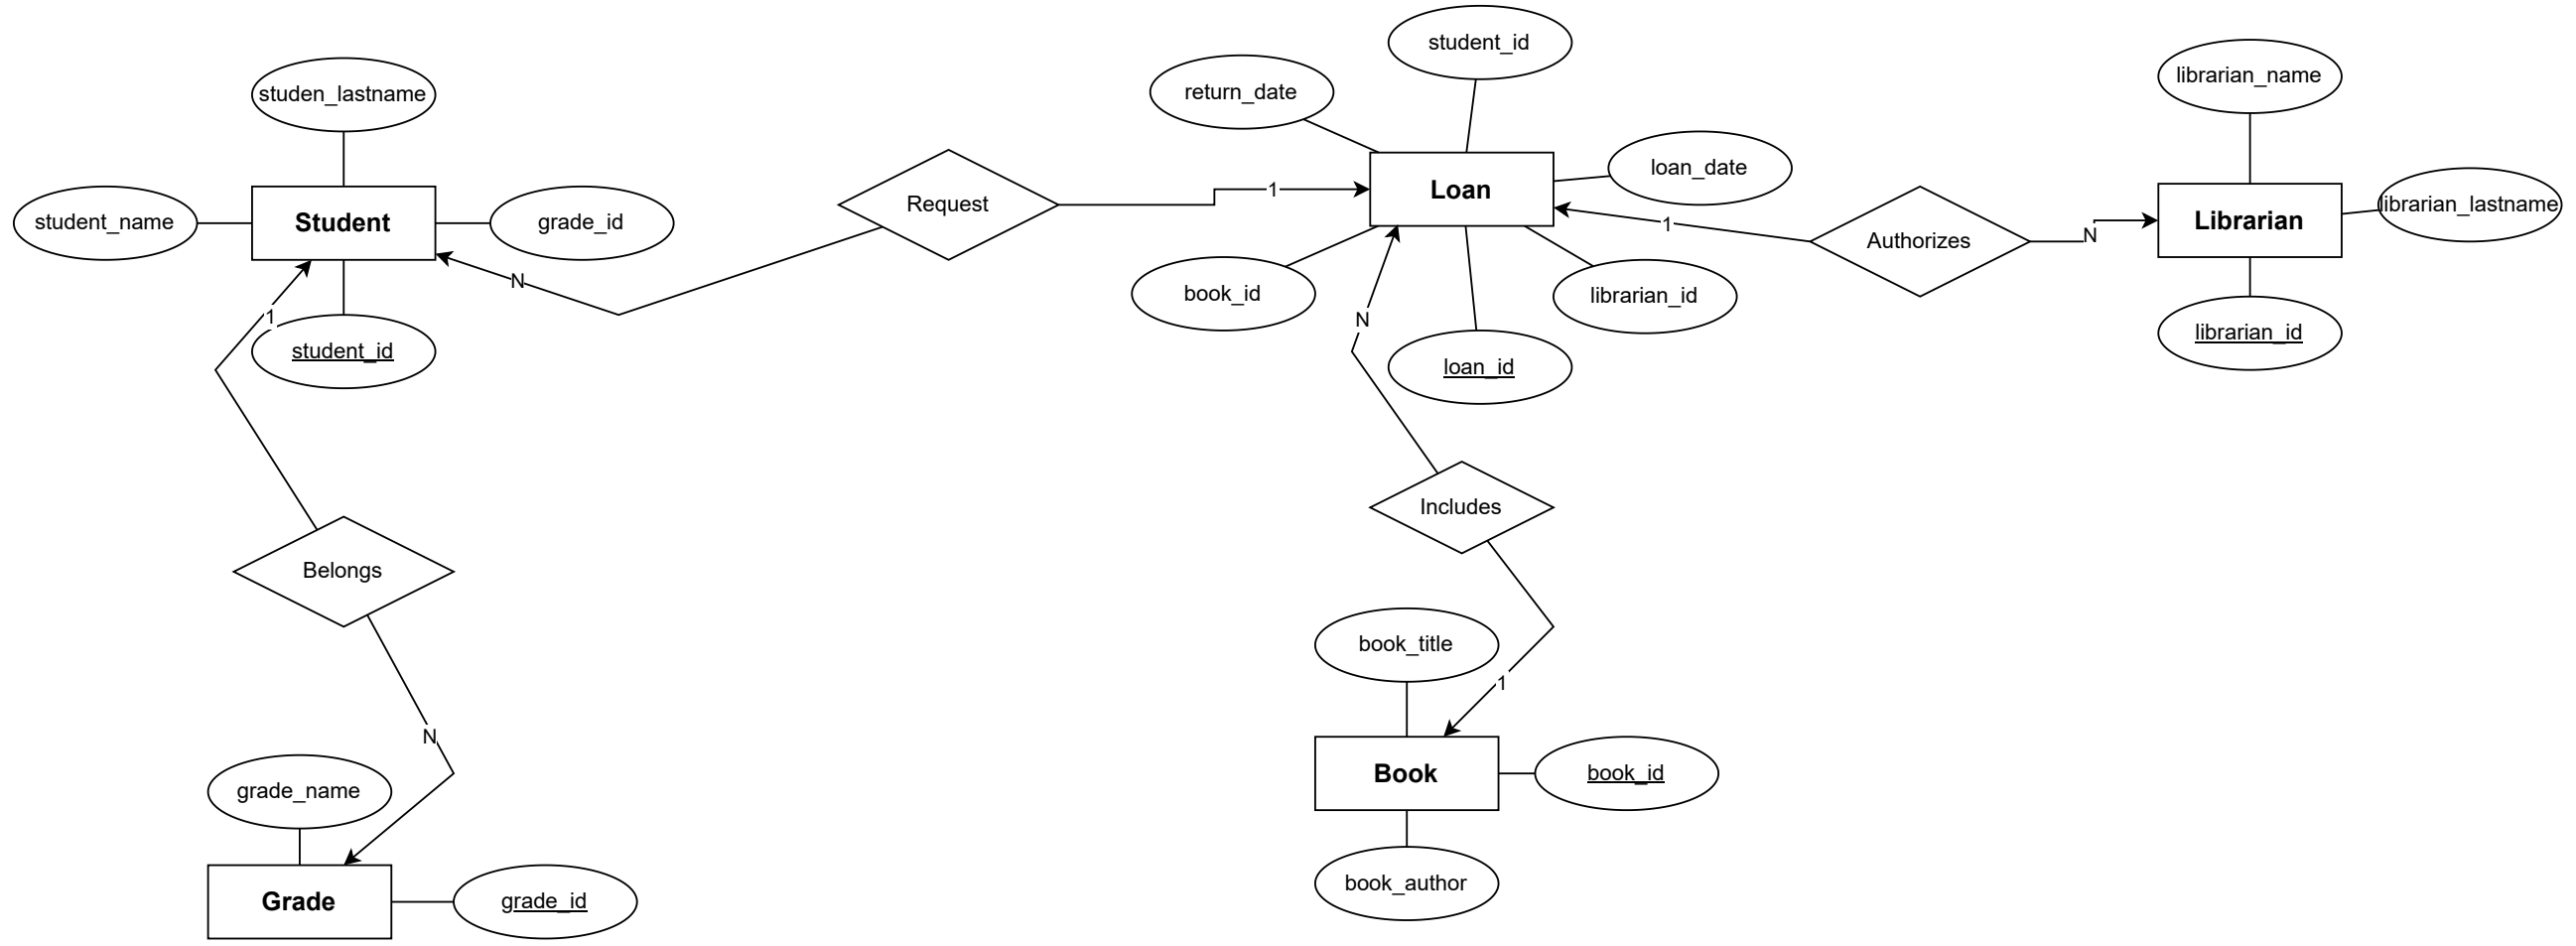 student_id
librarian_name
return_date
studen_lastname
loan_date
Loan
1
Request
librarian_lastname
Student
student_name
grade_id
Librarian
1
N
Authorizes
N
book_id
librarian_id
1
N
librarian_id
student_id
loan_id
Includes
Belongs
book_title
1
N
Book
book_id
grade_name
book_author
Grade
grade_id